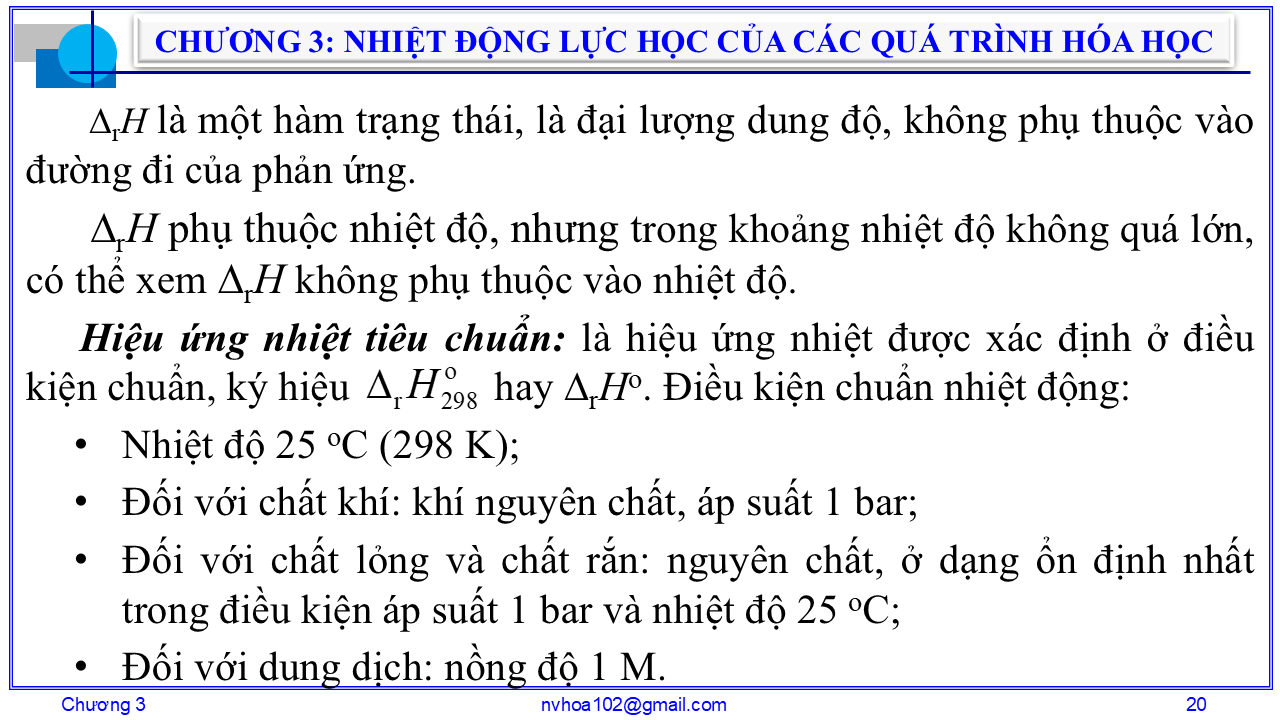 CHƯƠNG 3: NHIỆT ĐỘNG LỰC HỌC CỦA CÁC QUÁ TRÌNH HÓA HỌC
ΔrH là một hàm trạng thái, là đại lượng dung độ, không phụ thuộc vào
đường đi của phản ứng.
ΔrH phụ thuộc nhiệt độ, nhưng trong khoảng nhiệt độ không quá lớn,
có thể xem ΔrH không phụ thuộc vào nhiệt độ.
Hiệu ứng nhiệt tiêu chuẩn: là hiệu ứng nhiệt được xác định ở điều
kiện chuẩn, ký hiệu ΔrHº298 hay ΔrHº. Điều kiện chuẩn nhiệt động:
• Nhiệt độ 25 ºC (298 K);
• Đối với chất khí: khí nguyên chất, áp suất 1 bar;
• Đối với chất lỏng và chất rắn: nguyên chất, ở dạng ổn định nhất
trong điều kiện áp suất 1 bar và nhiệt độ 25 ºC;
• Đối với dung dịch: nồng độ 1 M.
Chương 3 nvhoa102@gmail.com 20